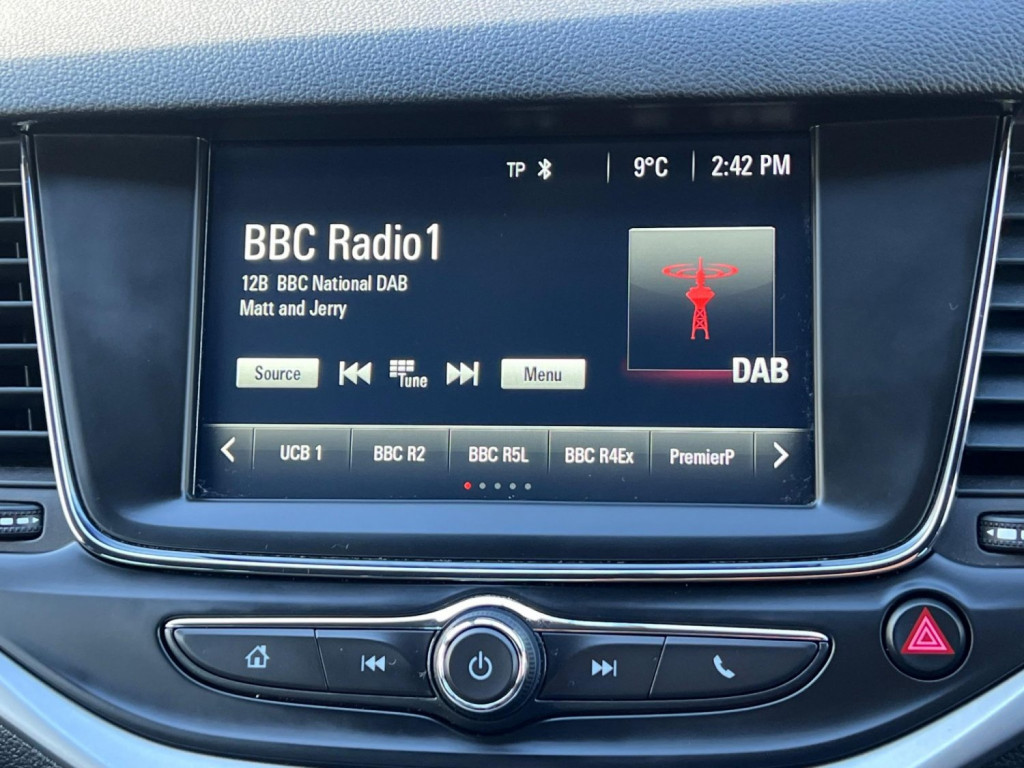 TP 9°C 2:42 PM
BBC Radio1
12B BBC National DAB
Matt and Jerry
Source Tune Menu
DAB
UCB 1 BBC R2 BBC R5L BBC R4Ex PremierP